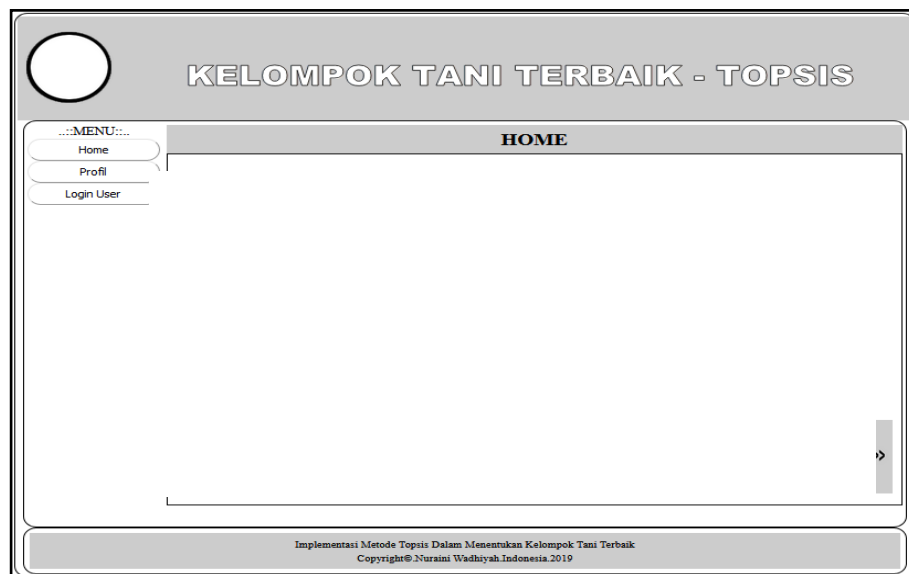 KELOMPOK TANI TERBAIK - TOPSIS
..::MENU::..
Home
Profil
Login User
HOME
»
Implementasi Metode Topsis Dalam Menentukan Kelompok Tani Terbaik
Copyright©.Nuraini Wadhiyah.Indonesia.2019